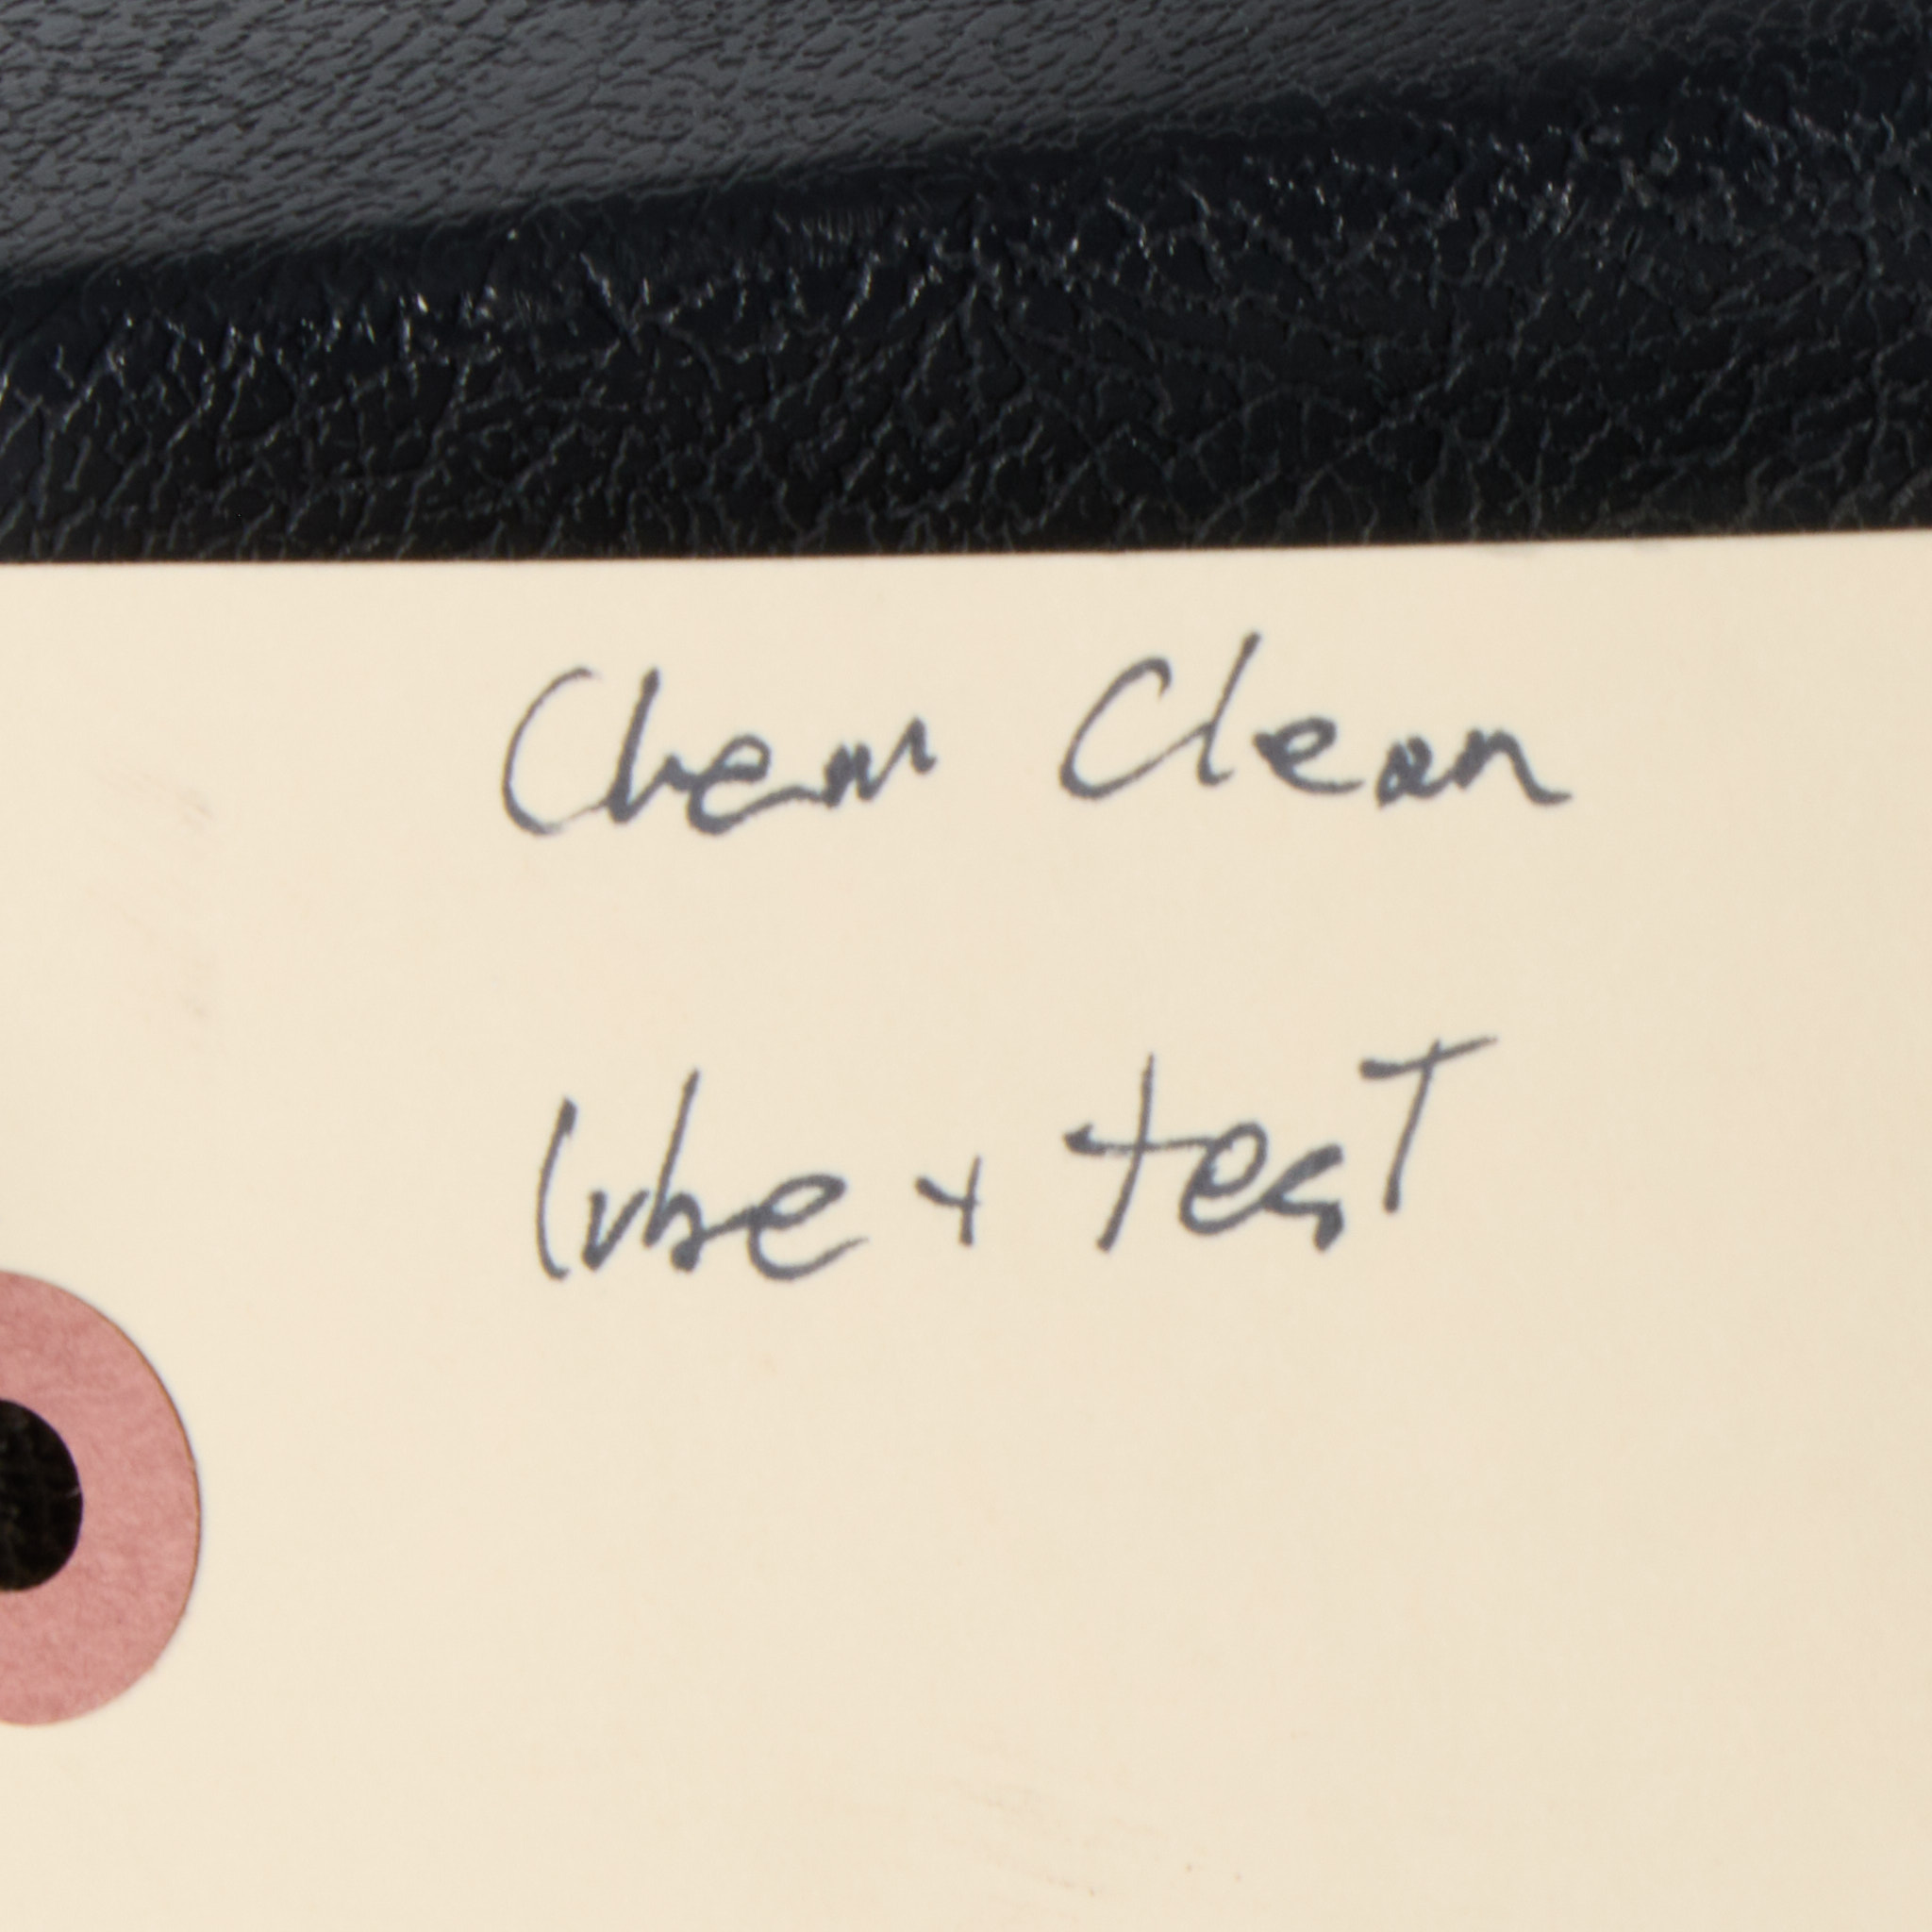 Chem Clean
lube + test